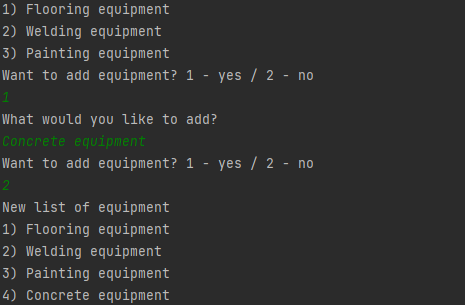 1) Flooring equipment
2) Welding equipment
3) Painting equipment
Want to add equipment? 1 - yes / 2 - no
1
What would you like to add?
Concrete equipment
Want to add equipment? 1 - yes / 2 - no
2
New list of equipment
1) Flooring equipment
2) Welding equipment
3) Painting equipment
4) Concrete equipment